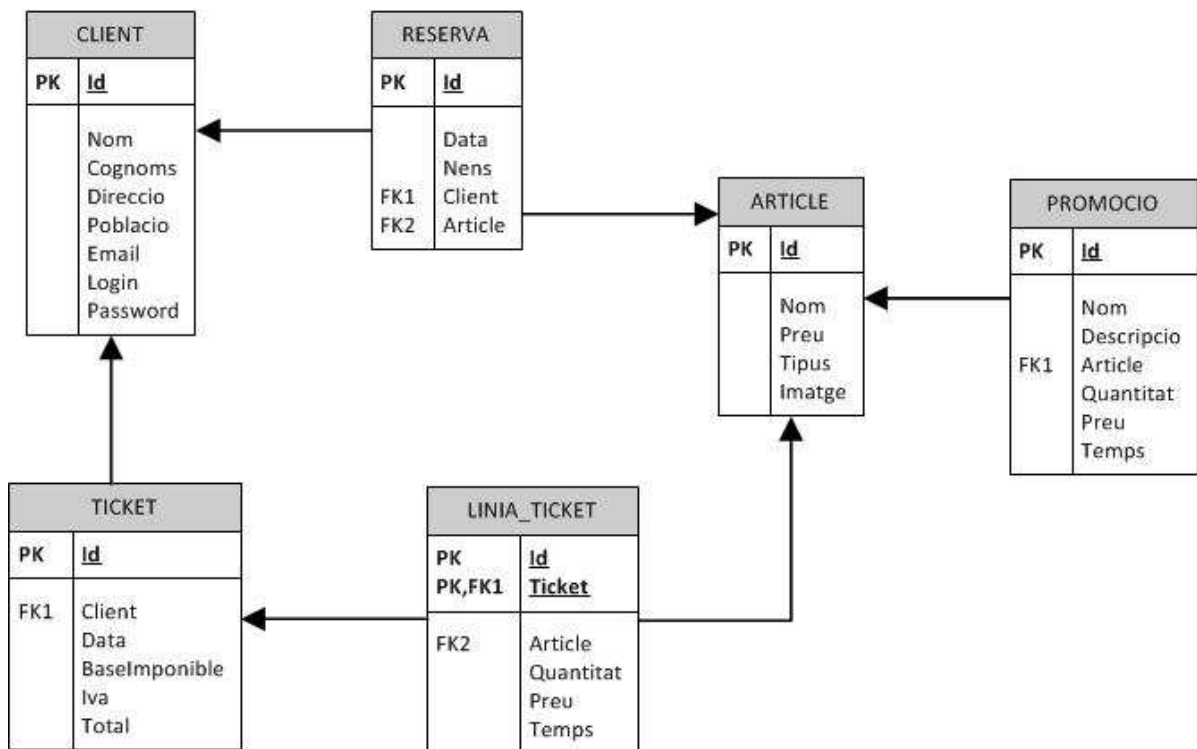 CLIENT
PK Id
Nom
Cognoms
Direccio
Poblacio
Email
Login
Password
RESERVA
PK Id
Data
Nens
FK1 Client
FK2 Article
ARTICLE
PK Id
Nom
Preu
Tipus
Imatge
PROMOCIO
PK Id
Nom
Descripcio
FK1 Article
Quantitat
Preu
Temps
TICKET
PK Id
FK1 Client
Data
BaseImponible
Iva
Total
LINIA_TICKET
PK Id
PK,FK1 Ticket
FK2 Article
Quantitat
Preu
Temps